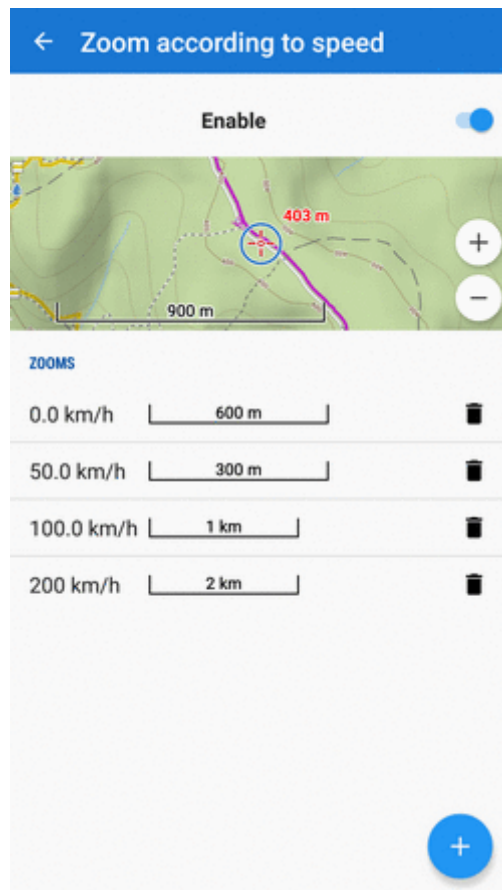 Zoom according to speed
Enable
403 m
900 m
ZOOMS
0.0 km/h 600 m
50.0 km/h 300 m
100.0 km/h 1 km
200 km/h 2 km